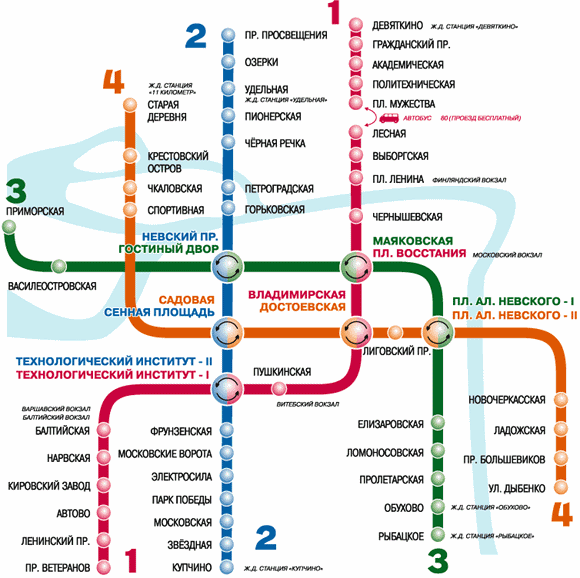 1
2
ДЕВЯТКИНО Ж.Д. СТАНЦИЯ «ДЕВЯТКИНО»
ПР. ПРОСВЕЩЕНИЯ
ГРАЖДАНСКИЙ ПР.
ОЗЕРКИ
АКАДЕМИЧЕСКАЯ
4
Ж.Д. СТАНЦИЯ
«11 КИЛОМЕТР»
УДЕЛЬНАЯ
Ж.Д. СТАНЦИЯ «УДЕЛЬНАЯ»
ПОЛИТЕХНИЧЕСКАЯ
СТАРАЯ
ДЕРЕВНЯ
ПИОНЕРСКАЯ
ПЛ. МУЖЕСТВА
АВТОБУС 80 (ПРОЕЗД БЕСПЛАТНЫЙ)
ЧЁРНАЯ РЕЧКА
ЛЕСНАЯ
КРЕСТОВСКИЙ
ОСТРОВ
ВЫБОРГСКАЯ
3
ЧКАЛОВСКАЯ
ПЕТРОГРАДСКАЯ
ПЛ. ЛЕНИНА ФИНЛЯНДСКИЙ ВОКЗАЛ
ПРИМОРСКАЯ
СПОРТИВНАЯ
ГОРЬКОВСКАЯ
ЧЕРНЫШЕВСКАЯ
НЕВСКИЙ ПР.
ГОСТИНЫЙ ДВОР
МАЯКОВСКАЯ
ПЛ. ВОССТАНИЯ МОСКОВСКИЙ ВОКЗАЛ
ВАСИЛЕОСТРОВСКАЯ
САДОВАЯ
СЕННАЯ ПЛОЩАДЬ
ВЛАДИМИРСКАЯ
ДОСТОЕВСКАЯ
ПЛ. АЛ. НЕВСКОГО - I
ПЛ. АЛ. НЕВСКОГО - II
ЛИГОВСКИЙ ПР.
ТЕХНОЛОГИЧЕСКИЙ ИНСТИТУТ - II
ТЕХНОЛОГИЧЕСКИЙ ИНСТИТУТ - I
ПУШКИНСКАЯ
ВИТЕБСКИЙ ВОКЗАЛ
НОВОЧЕРКАССКАЯ
ВАРШАВСКИЙ ВОКЗАЛ
БАЛТИЙСКИЙ ВОКЗАЛ
БАЛТИЙСКАЯ
ФРУНЗЕНСКАЯ
ЕЛИЗАРОВСКАЯ
ЛАДОЖСКАЯ
НАРВСКАЯ
МОСКОВСКИЕ ВОРОТА
ЛОМОНОСОВСКАЯ
ПР. БОЛЬШЕВИКОВ
КИРОВСКИЙ ЗАВОД
ЭЛЕКТРОСИЛА
ПРОЛЕТАРСКАЯ
УЛ. ДЫБЕНКО
АВТОВО
ПАРК ПОБЕДЫ
ОБУХОВО Ж.Д. СТАНЦИЯ «ОБУХОВО»
4
МОСКОВСКАЯ
ЛЕНИНСКИЙ ПР.
ЗВЁЗДНАЯ
2
РЫБАЦКОЕ Ж.Д. СТАНЦИЯ «РЫБАЦКОЕ»
ПР. ВЕТЕРАНОВ
1
КУПЧИНО Ж.Д. СТАНЦИЯ «КУПЧИНО»
3